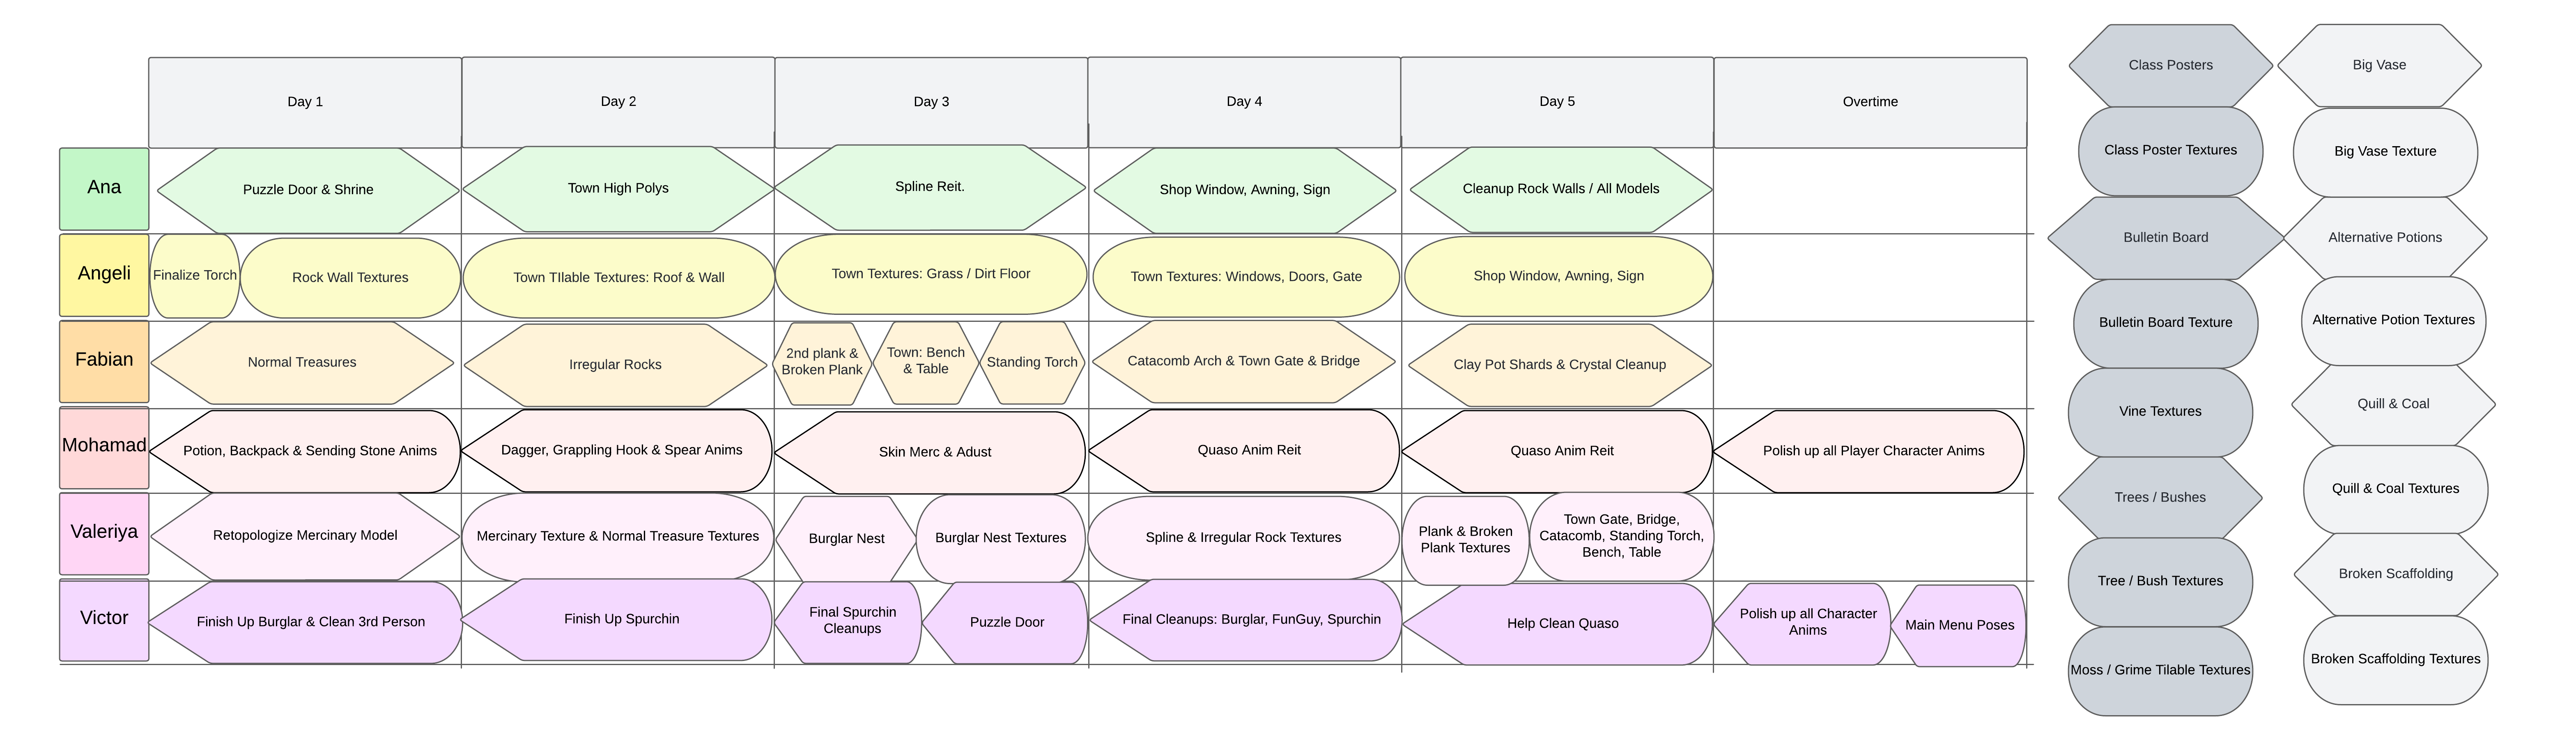 Day 1
Day 2
Day 3
Day 4
Day 5
Overtime
Ana
Puzzle Door & Shrine
Town High Polys
Spline Reit.
Shop Window, Awning, Sign
Cleanup Rock Walls / All Models
Angeli
Finalize Torch
Rock Wall Textures
Town TIlable Textures: Roof & Wall
Town Textures: Grass / Dirt Floor
Town Textures: Windows, Doors, Gate
Shop Window, Awning, Sign
Fabian
Normal Treasures
Irregular Rocks
2nd plank &
Broken Plank
Town: Bench
& Table
Standing Torch
Catacomb Arch & Town Gate & Bridge
Clay Pot Shards & Crystal Cleanup
Mohamad
Potion, Backpack & Sending Stone Anims
Dagger, Grappling Hook & Spear Anims
Skin Merc & Adust
Quaso Anim Reit
Quaso Anim Reit
Polish up all Player Character Anims
Valeriya
Retopologize Mercinary Model
Mercinary Texture & Normal Treasure Textures
Burglar Nest
Burglar Nest Textures
Spline & Irregular Rock Textures
Plank & Broken
Plank Textures
Town Gate, Bridge,
Catacomb, Standing Torch,
Bench, Table
Victor
Finish Up Burglar & Clean 3rd Person
Finish Up Spurchin
Final Spurchin
Cleanups
Puzzle Door
Final Cleanups: Burglar, FunGuy, Spurchin
Help Clean Quaso
Polish up all Character
Anims
Main Menu Poses
Class Posters
Class Poster Textures
Bulletin Board
Bulletin Board Texture
Vine Textures
Trees / Bushes
Tree / Bush Textures
Moss / Grime Tilable Textures
Big Vase
Big Vase Texture
Alternative Potions
Alternative Potion Textures
Quill & Coal
Quill & Coal Textures
Broken Scaffolding
Broken Scaffolding Textures